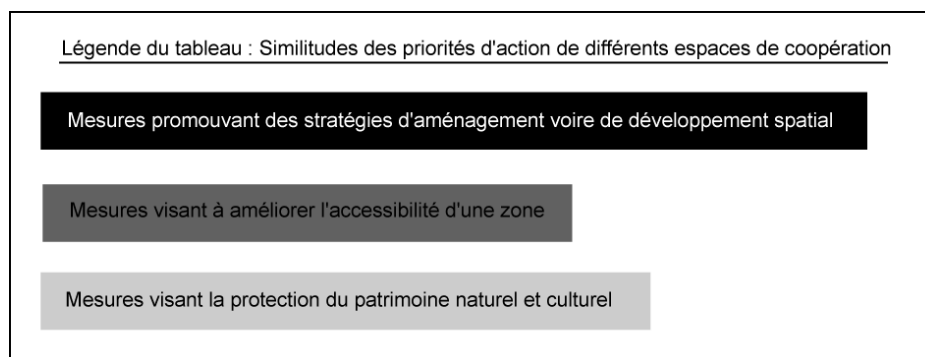 Légende du tableau : Similitudes des priorités d'action de différents espaces de coopération
Mesures promouvant des stratégies d'aménagement voire de développement spatial
Mesures visant à améliorer l'accessibilité d'une zone
Mesures visant la protection du patrimoine naturel et culturel